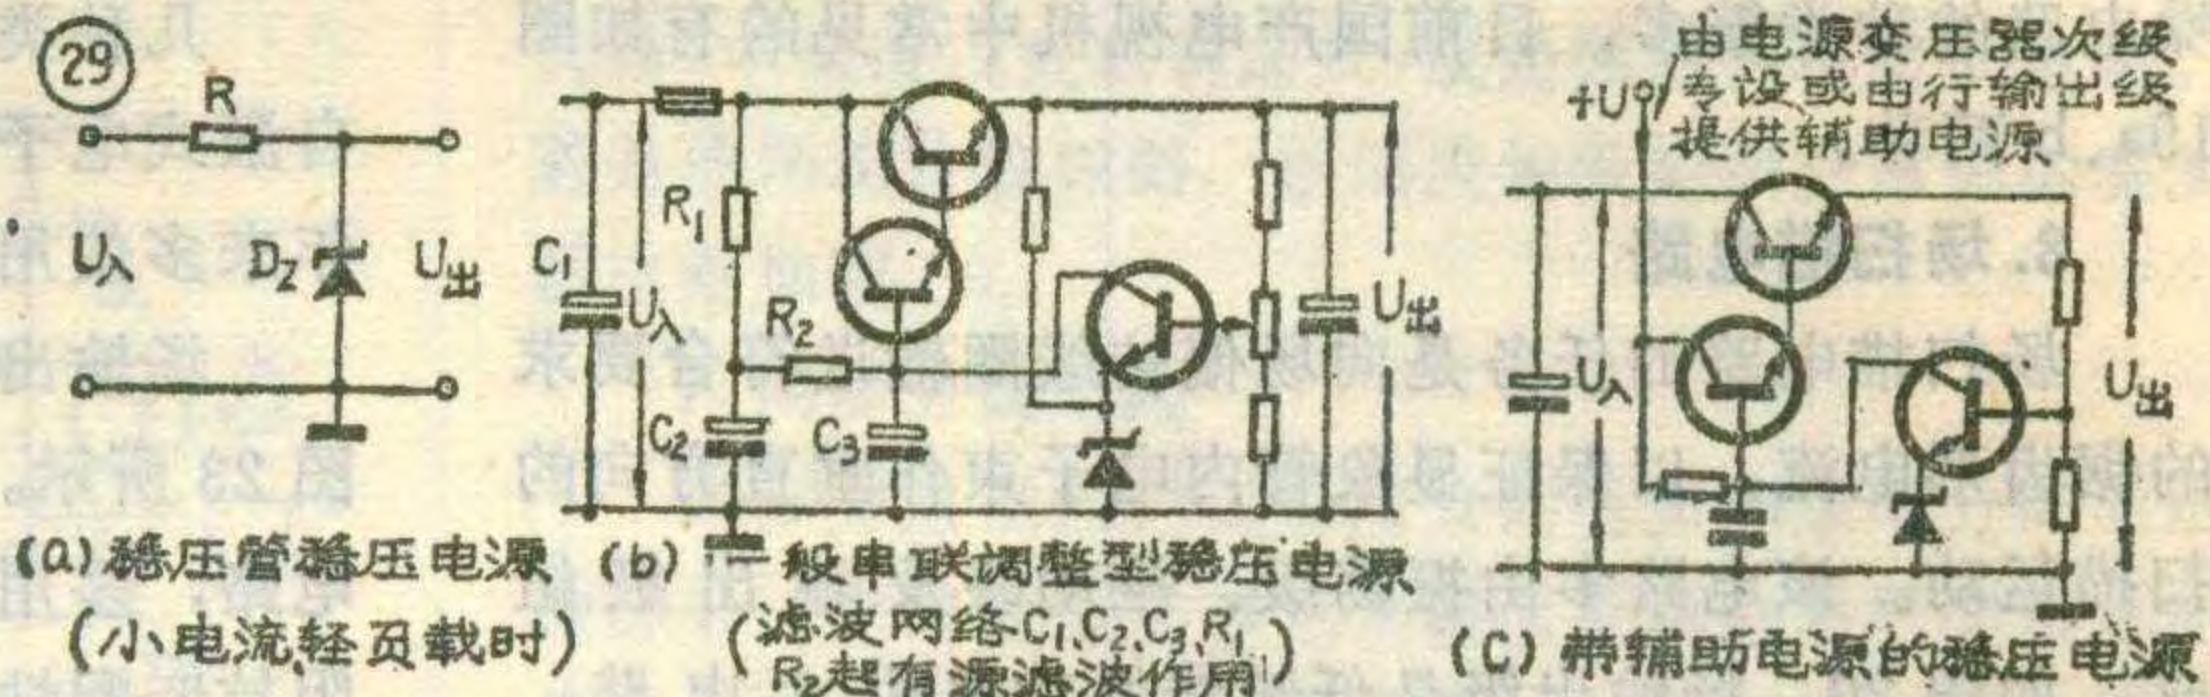 29
R
U入
DZ
U出
(a)稳压管稳压电源
(小电流、轻负载时)
C1
U入
R1
R2
C2
C3
U出
(b)一般串联调整型稳压电源
(滤波网络C1、C2、C3、R1、
R2起有源滤波作用)
由电源变压器次级
专设或由行输出级
提供辅助电源
+U
U入
U出
(C)带辅助电源的稳压电源